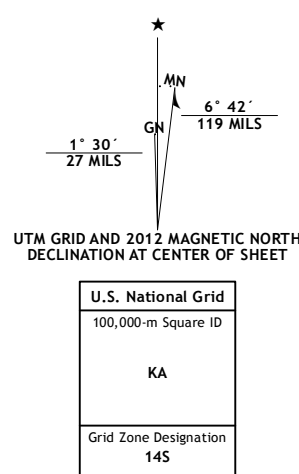 ★
MN
6° 42´
119 MILS
GN
1° 30´
27 MILS
UTM GRID AND 2012 MAGNETIC NORTH
DECLINATION AT CENTER OF SHEET
U.S. National Grid
100,000-m Square ID
KA
Grid Zone Designation
14S